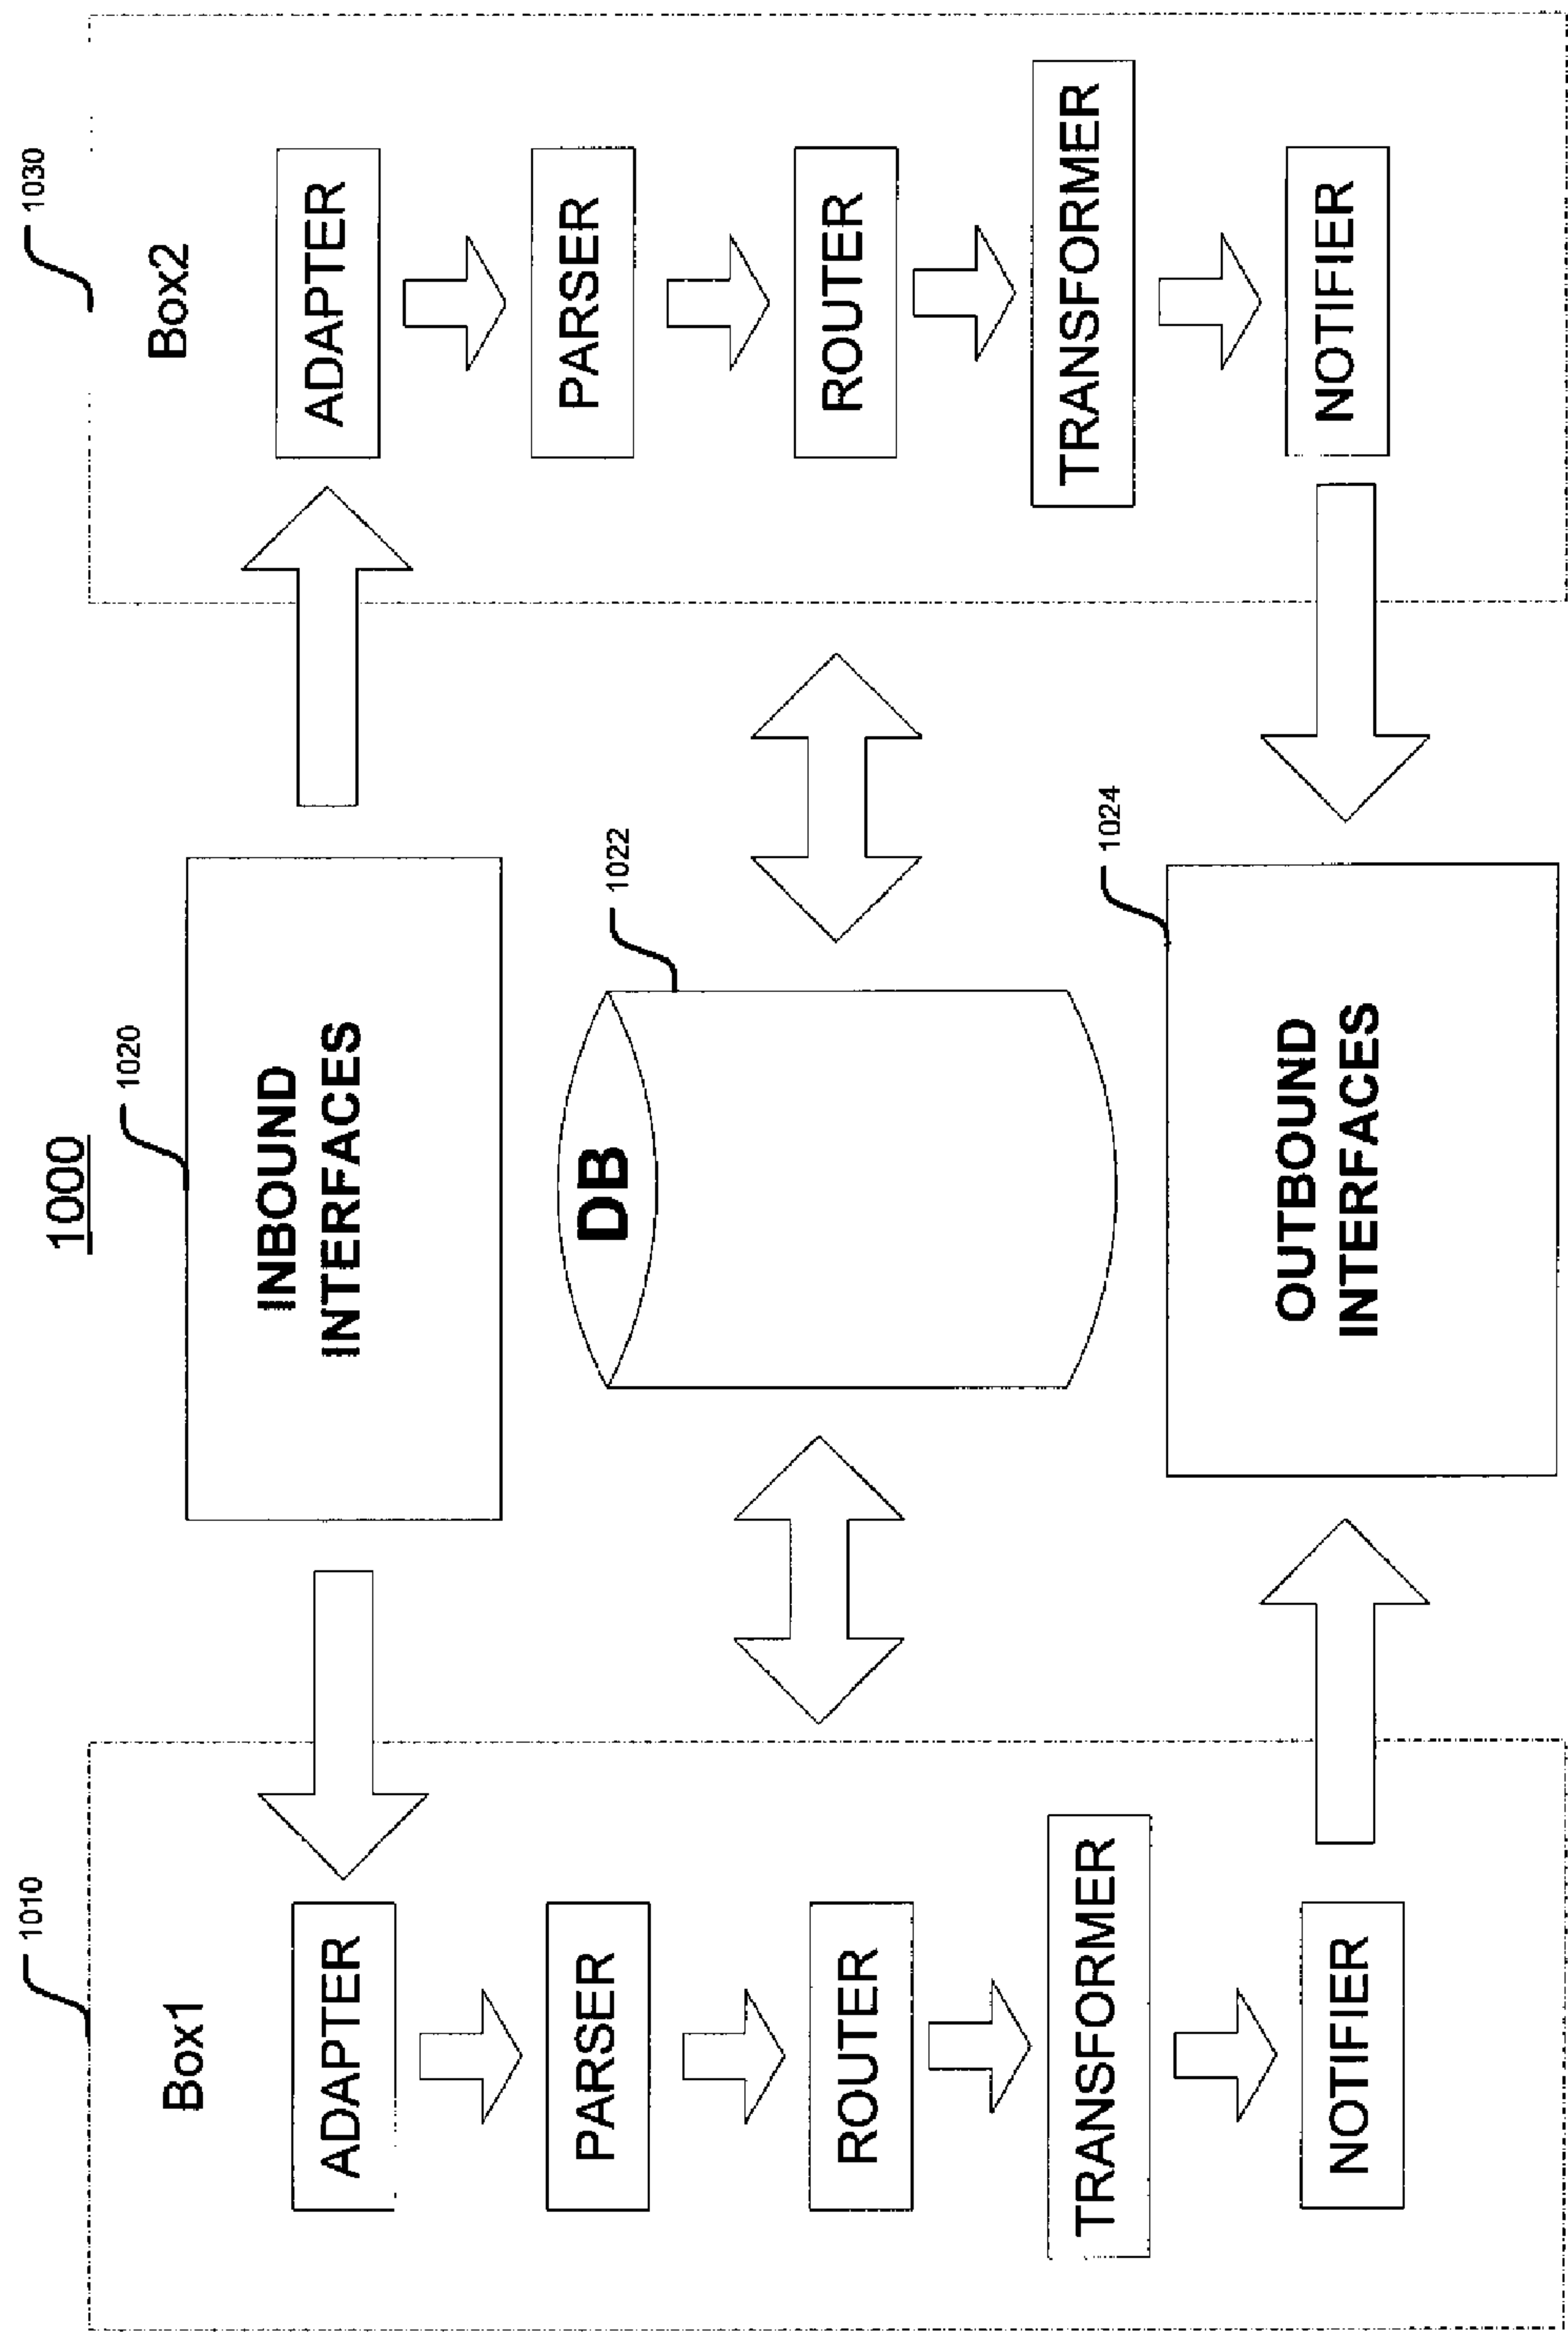 1000
1010
Box1
ADAPTER
PARSER
ROUTER
TRANSFORMER
NOTIFIER
1020
INBOUND
INTERFACES
1022
DB
1024
OUTBOUND
INTERFACES
1030
Box2
ADAPTER
PARSER
ROUTER
TRANSFORMER
NOTIFIER